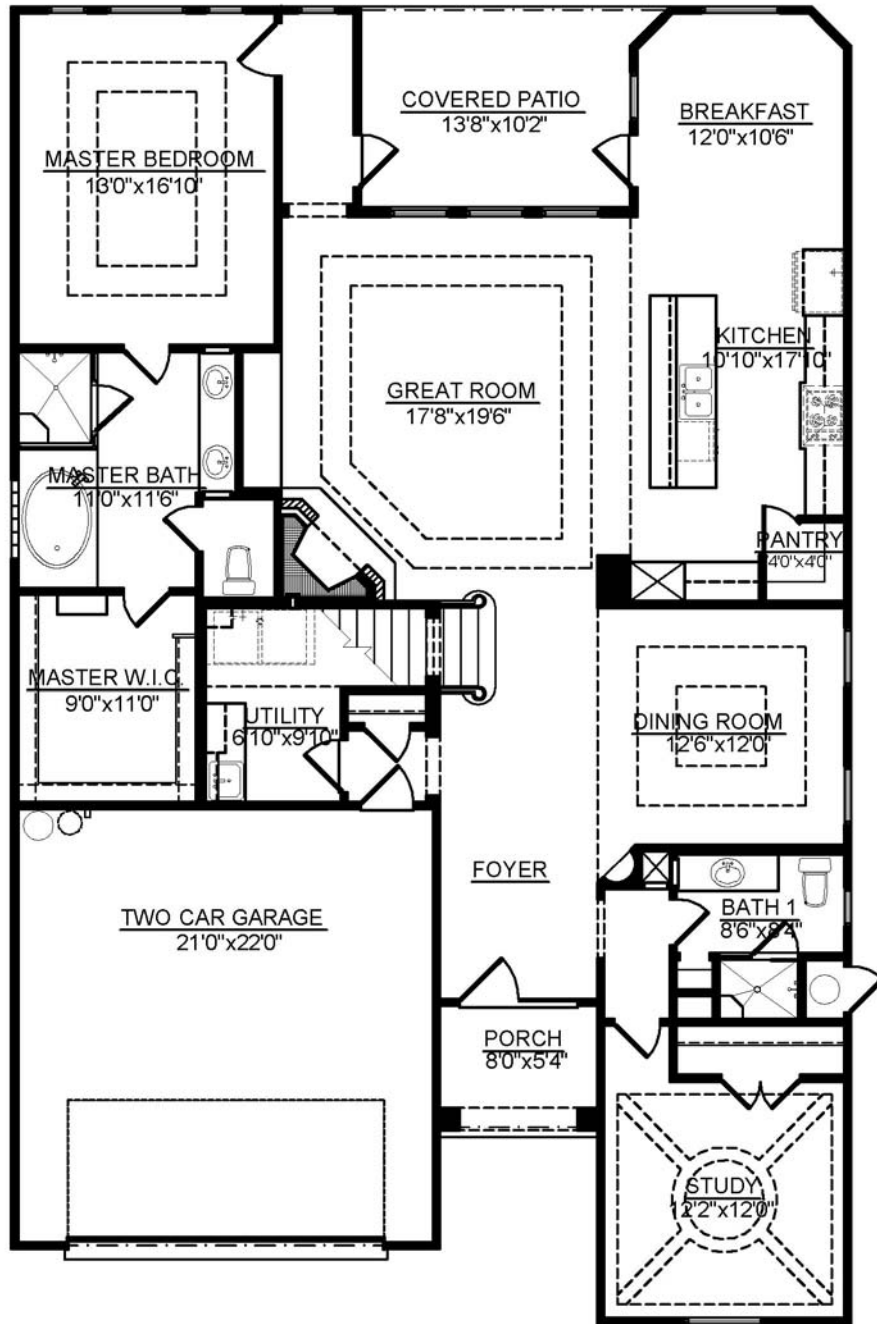 COVERED PATIO
13'8"x10'2"
BREAKFAST
12'0"x10'6"
MASTER BEDROOM
13'0"x16'10"
KITCHEN
10'10"x17'10"
GREAT ROOM
17'8"x19'6"
MASTER BATH
11'0"x11'6"
PANTRY
4'0"x4'0"
MASTER W.I.C.
9'0"x11'0"
UTILITY
6'10"x9'10"
DINING ROOM
12'6"x12'0"
FOYER
TWO CAR GARAGE
21'0"x22'0"
BATH 1
8'6"x8'4"
PORCH
8'0"x5'4"
STUDY
12'2"x12'0"